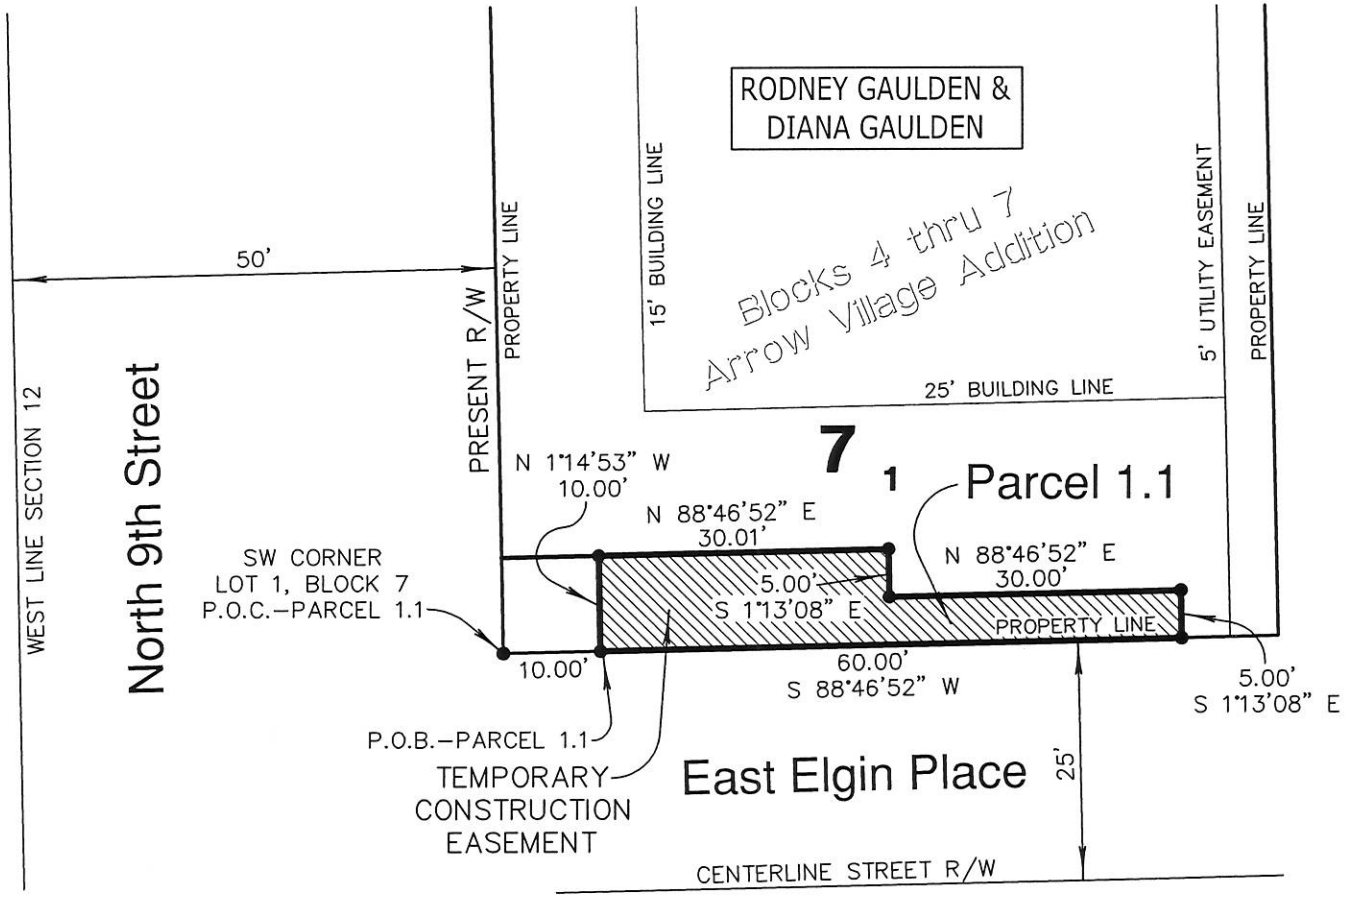 RODNEY GAULDEN &
DIANA GAULDEN
Blocks 4 thru 7
Arrow Village Addition
50'
PROPERTY LINE
PRESENT R/W
15' BUILDING LINE
5' UTILITY EASEMENT
PROPERTY LINE
25' BUILDING LINE
WEST LINE SECTION 12
North 9th Street
7
1
Parcel 1.1
N 1°14'53" W
10.00'
N 88°46'52" E
30.01'
N 88°46'52" E
30.00'
5.00'
S 1°13'08" E
PROPERTY LINE
SW CORNER
LOT 1, BLOCK 7
P.O.C.-PARCEL 1.1
10.00'
60.00'
S 88°46'52" W
5.00'
S 1°13'08" E
P.O.B.-PARCEL 1.1
TEMPORARY
CONSTRUCTION
EASEMENT
East Elgin Place
25'
CENTERLINE STREET R/W